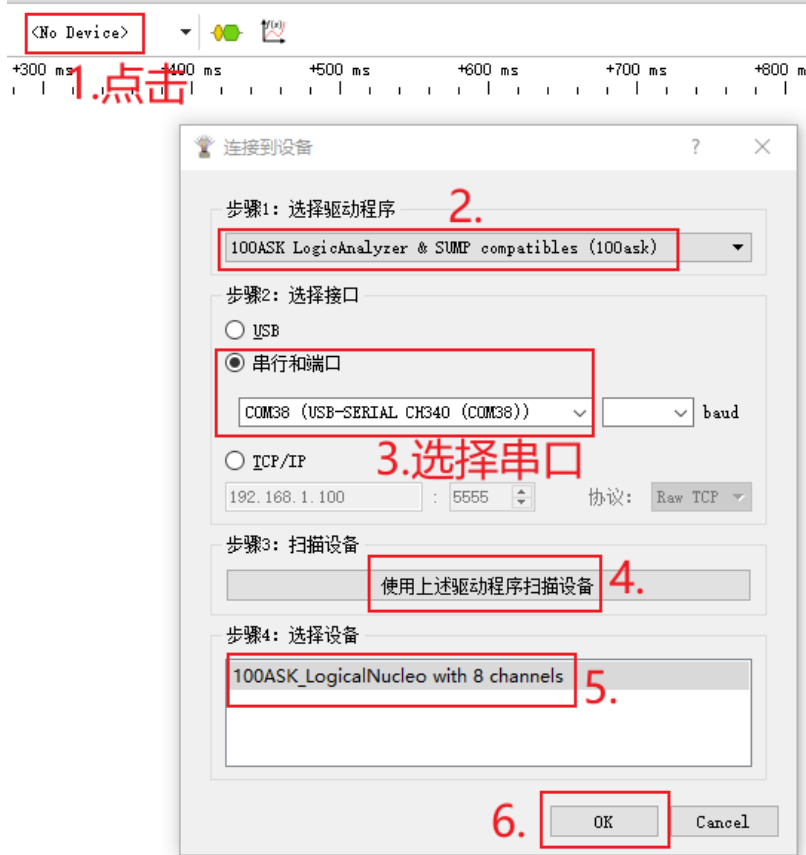 <No Device>
+300 ms +400 ms +500 ms +600 ms +700 ms +800 m
1.点击
连接到设备 ?
步骤1: 选择驱动程序
2.
100ASK LogicAnalyzer & SUMP compatibles (100ask)
步骤2: 选择接口
USB
串行和端口
COM38 (USB-SERIAL CH340 (COM38)) baud
3.选择串口
TCP/IP
192.168.1.100 : 5555 协议: Raw TCP
步骤3: 扫描设备
使用上述驱动程序扫描设备 4.
步骤4: 选择设备
100ASK_LogicalNucleo with 8 channels 5.
6. OK Cancel